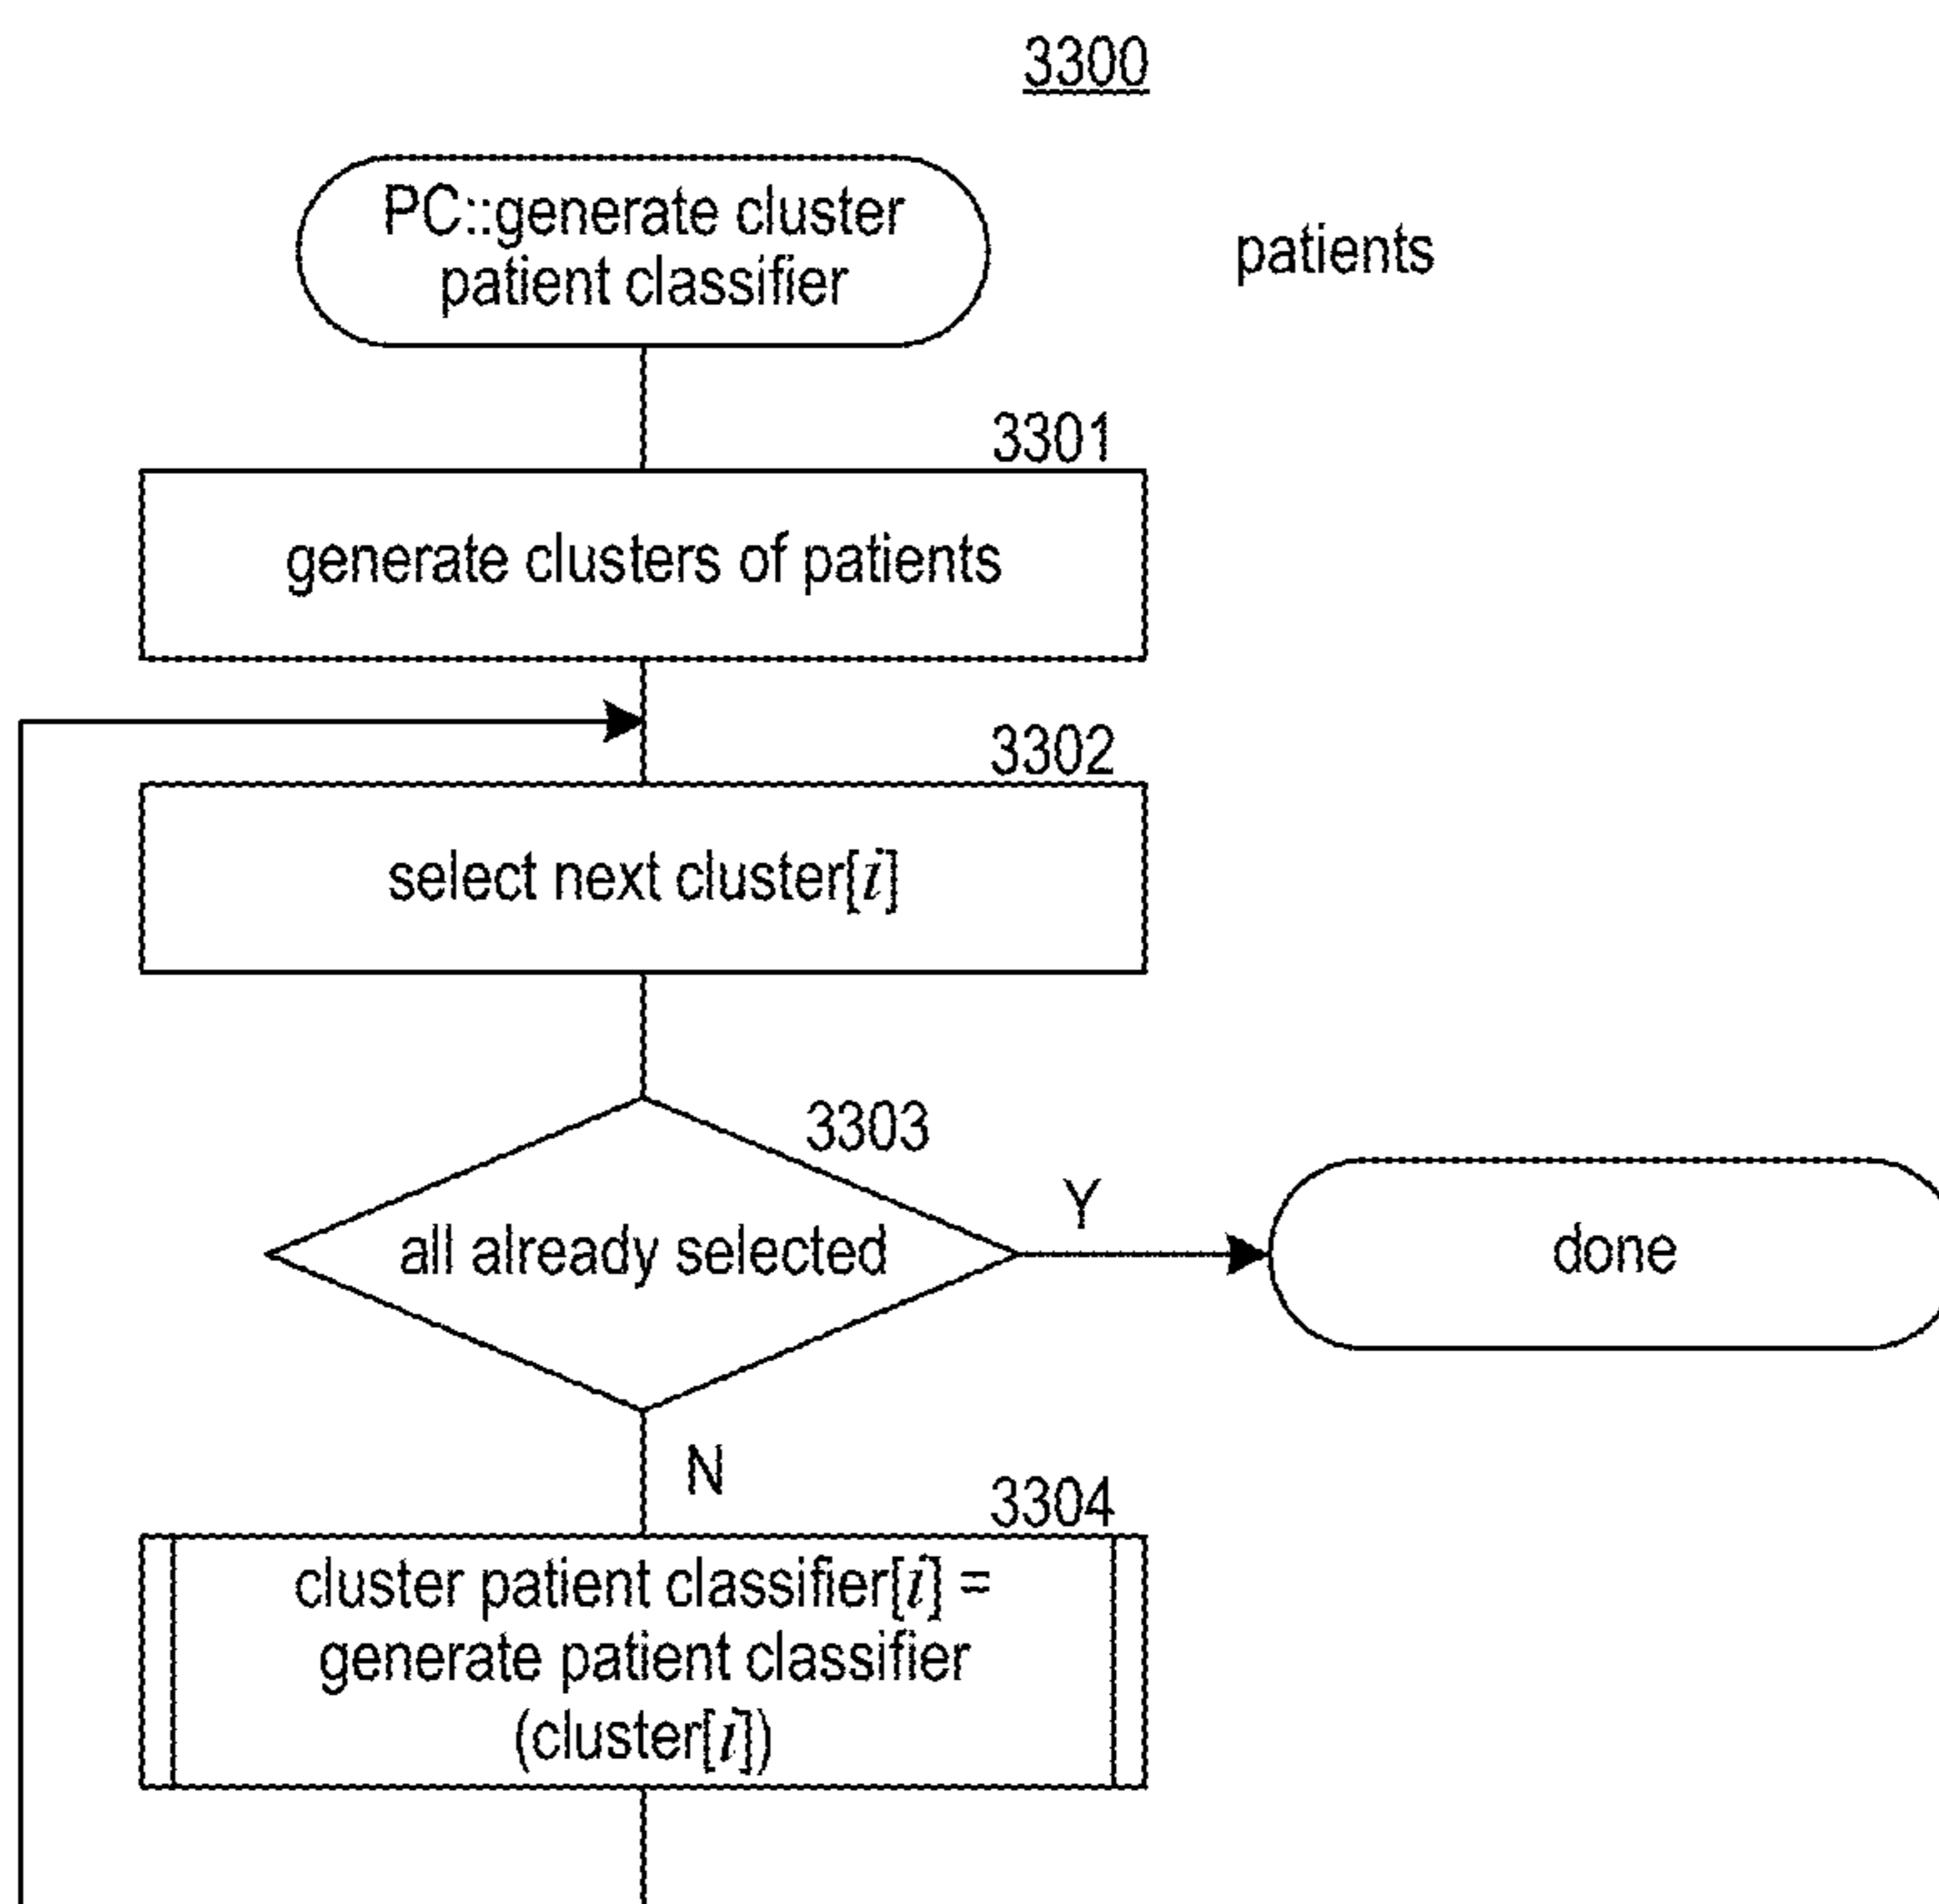 3300
PC::generate cluster
patient classifier
patients
3301
generate clusters of patients
3302
select next cluster[i]
3303
all already selected
Y
done
N
3304
cluster patient classifier[i] =
generate patient classifier
(cluster[i])